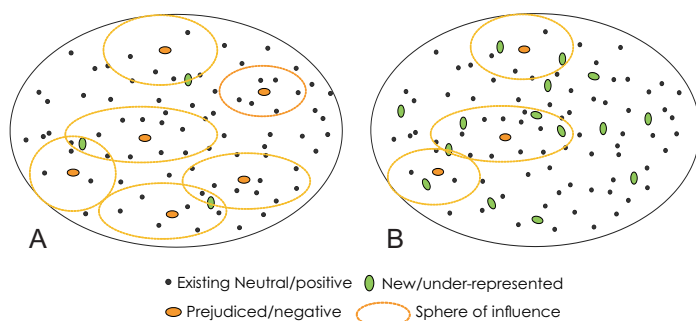 A
B
Existing Neutral/positive
New/under-represented
Prejudiced/negative
Sphere of influence